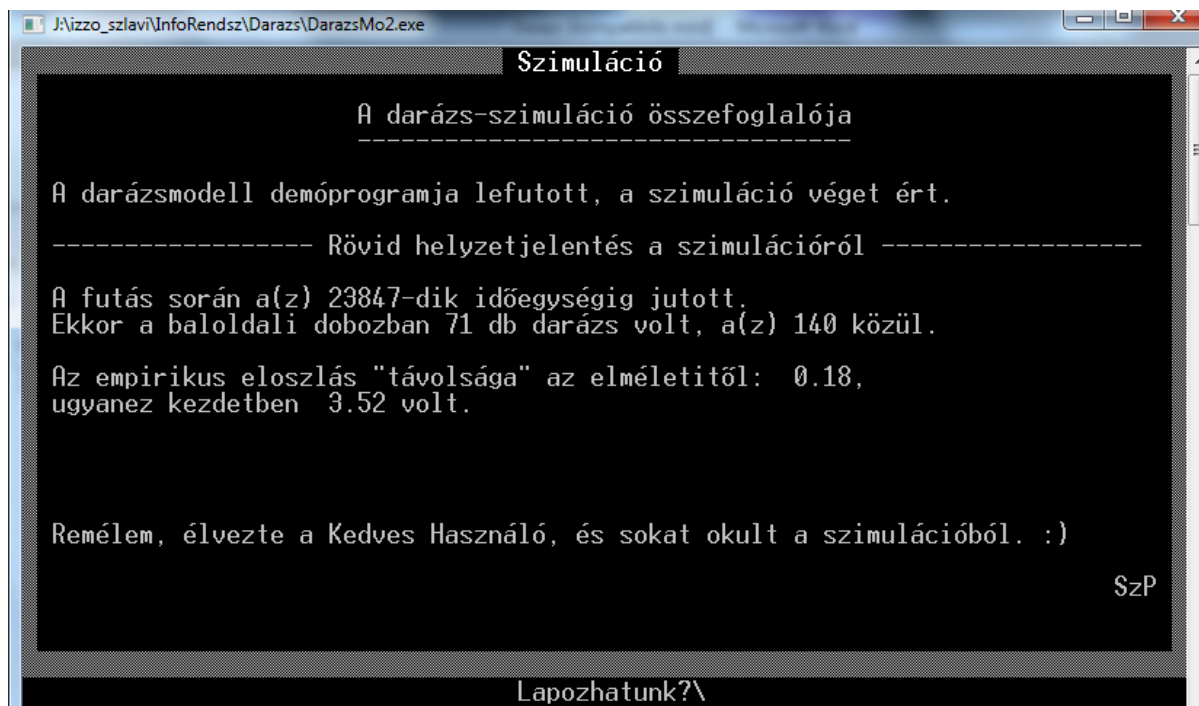 J:\izzo_szlavi\InfoRendsz\Darazs\DarazsMo2.exe
Szimuláció
A darázs-szimuláció összefoglalója
----------------------------------
A darázsmodell demóprogramja lefutott, a szimuláció véget ért.
------------------ Rövid helyzetjelentés a szimulációról ------------------
A futás során a(z) 23847-dik időegységig jutott.
Ekkor a baloldali dobozban 71 db darázs volt, a(z) 140 közül.
Az empirikus eloszlás "távolsága" az elméletitől:  0.18,
ugyanez kezdetben  3.52 volt.
Remélem, élvezte a Kedves Használó, és sokat okult a szimulációból. :)
SzP
Lapozhatunk?\